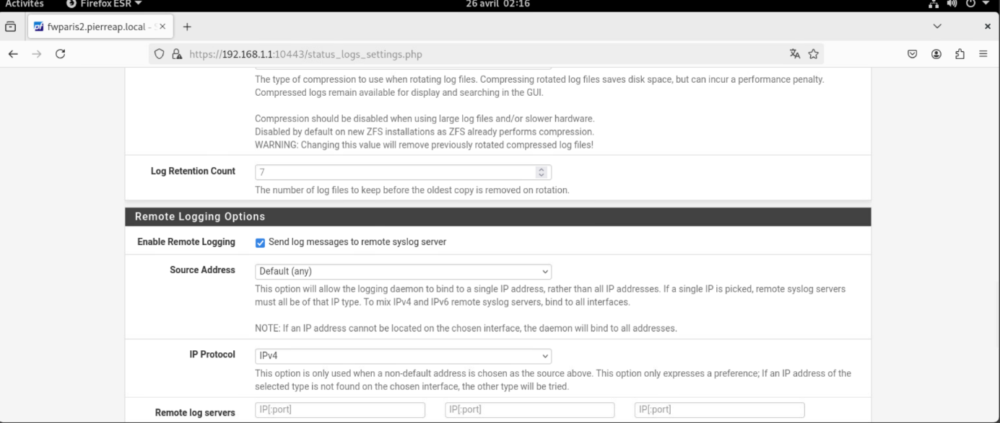 Activités
Firefox ESR
26 avril 02:16
fwparis2.pierreap.local -
https://192.168.1.1:10443/status_logs_settings.php
The type of compression to use when rotating log files. Compressing rotated log files saves disk space, but can incur a performance penalty.
Compressed logs remain available for display and searching in the GUI.
Compression should be disabled when using large log files and/or slower hardware.
Disabled by default on new ZFS installations as ZFS already performs compression.
WARNING: Changing this value will remove previously rotated compressed log files!
Log Retention Count
7
The number of log files to keep before the oldest copy is removed on rotation.
Remote Logging Options
Enable Remote Logging
Send log messages to remote syslog server
Source Address
Default (any)
This option will allow the logging daemon to bind to a single IP address, rather than all IP addresses. If a single IP is picked, remote syslog servers
must all be of that IP type. To mix IPv4 and IPv6 remote syslog servers, bind to all interfaces.
NOTE: If an IP address cannot be located on the chosen interface, the daemon will bind to all addresses.
IP Protocol
IPv4
This option is only used when a non-default address is chosen as the source above. This option only expresses a preference; If an IP address of the
selected type is not found on the chosen interface, the other type will be tried.
Remote log servers
IP[:port]
IP[:port]
IP[:port]